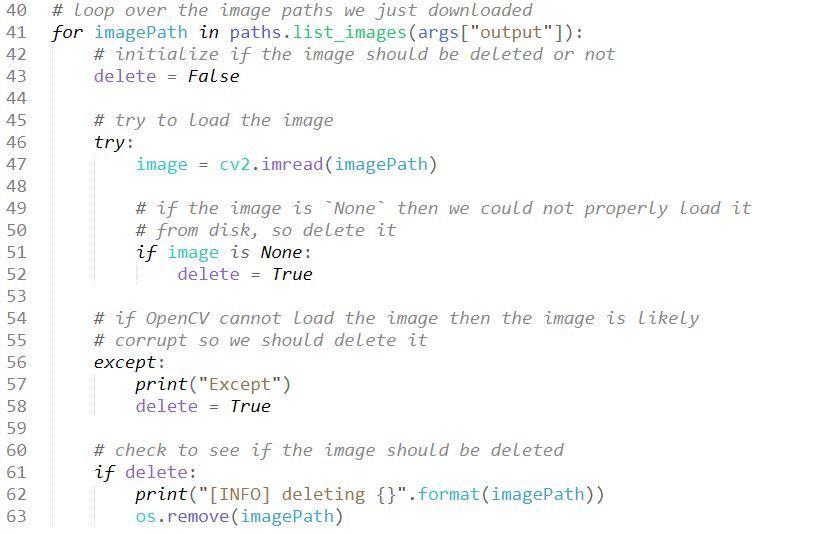 40 # loop over the image paths we just downloaded
41 for imagePath in paths.list_images(args["output"]):
42     # initialize if the image should be deleted or not
43     delete = False
44
45     # try to load the image
46     try:
47         image = cv2.imread(imagePath)
48
49         # if the image is `None` then we could not properly load it
50         # from disk, so delete it
51         if image is None:
52             delete = True
53
54     # if OpenCV cannot load the image then the image is likely
55     # corrupt so we should delete it
56     except:
57         print("Except")
58         delete = True
59
60     # check to see if the image should be deleted
61     if delete:
62         print("[INFO] deleting {}".format(imagePath))
63         os.remove(imagePath)